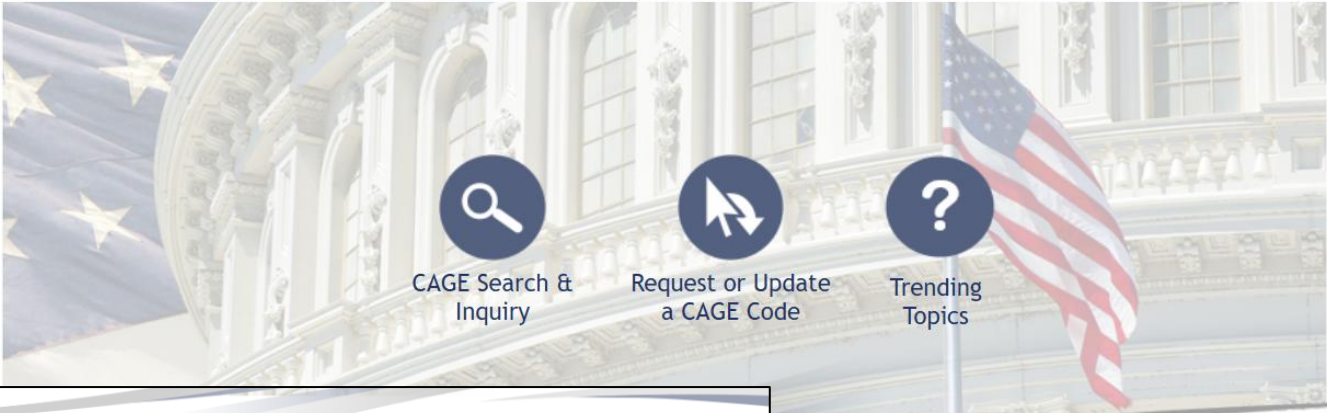 CAGE Search &
Inquiry
Request or Update
a CAGE Code
?
Trending
Topics